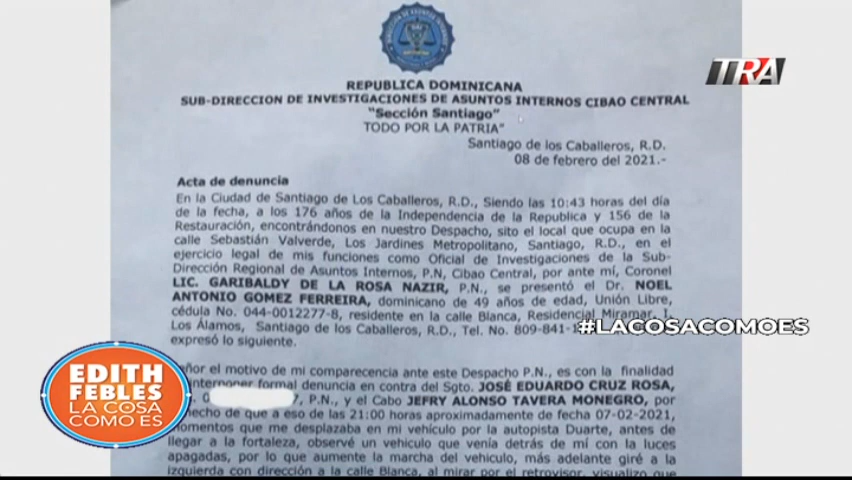 REPUBLICA DOMINICANA
SUB-DIRECCION DE INVESTIGACIONES DE ASUNTOS INTERNOS CIBAO CENTRAL
"Sección Santiago"
TODO POR LA PATRIA"
Santiago de los Caballeros, R.D.
08 de febrero del 2021.-
Acta de denuncia
En la Ciudad de Santiago de Los Caballeros, R.D., Siendo las 10:43 horas del día
de la fecha, a los 176 años de la Independencia de la Republica y 156 de la
Restauración, encontrándonos en nuestro Despacho, sito el local que ocupa en la
calle Sebastián Valverde, Los Jardines Metropolitano, Santiago, R.D., en el
ejercicio legal de mis funciones como Oficial de Investigaciones de la Sub-
Dirección Regional de Asuntos Internos, P.N, Cibao Central, por ante mí, Coronel
LIC. GARIBALDY DE LA ROSA NAZIR, P.N., se presentó el Dr. NOEL
ANTONIO GOMEZ FERREIRA, dominicano de 49 años de edad, Unión Libre,
cédula No. 044-0012277-8, residente en la calle Blanca, Residencial Miramar, I
Los Álamos, Santiago de los Caballeros, R.D., Tel. No. 809-841-1
expresó lo siguiente.
eñor el motivo de mi comparecencia ante este Despacho P.N., es con la finalidad
interponer formal denuncia en contra del Sgto. JOSÉ EDUARDO CRUZ ROSA,
7, P.N., y el Cabo JEFRY ALONSO TAVERA MONEGRO, por
hecho de que a eso de las 21:00 horas aproximadamente de fecha 07-02-2021,
omentos que me desplazaba en mi vehículo por la autopista Duarte, antes de
llegar a la fortaleza, observé un vehiculo que venía detrás de mí con la luces
apagadas, por lo que aumente la marcha del vehículo, más adelante giré a la
izquierda con dirección a la calle Blanca, al mirar por el retrovisor, visualizo que
TRA
#LACOSACOMOES
EDITH
FEBLES
LA COSA
COMO ES